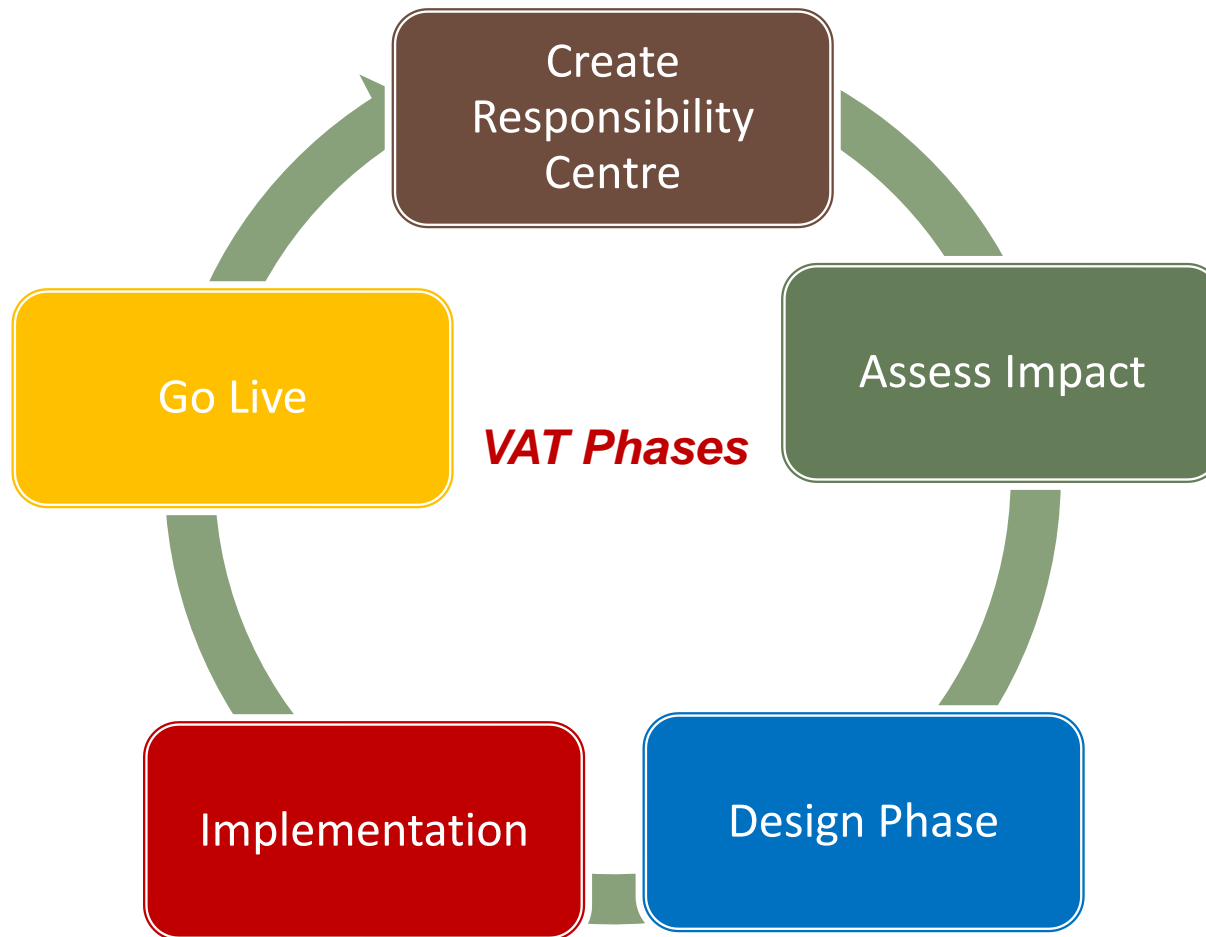 Create
Responsibility
Centre
Assess Impact
Design Phase
Implementation
Go Live
VAT Phases